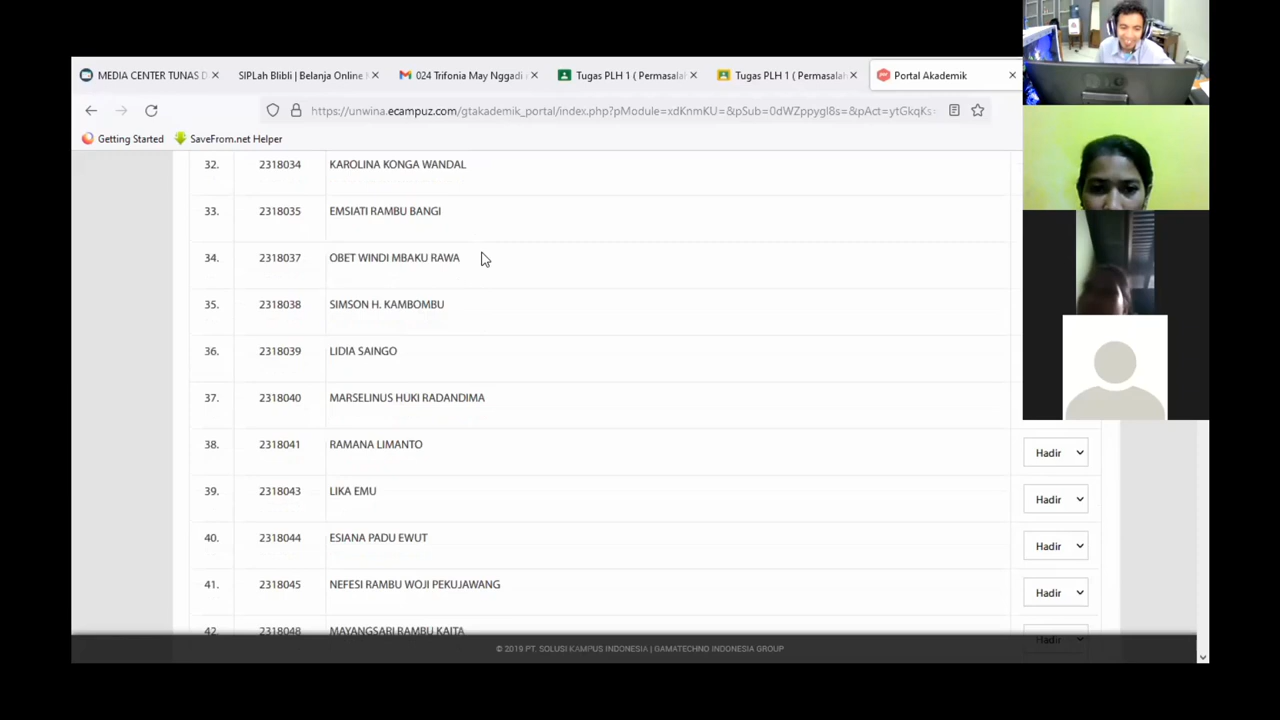 MEDIA CENTER TUNAS D
SIPLah Blibli | Belanja Online
024 Trifonia May Nggadi
Tugas PLH 1 ( Permasalah
Tugas PLH 1 ( Permasalah
Portal Akademik
https://unwina.ecampuz.com/gtakademik_portal/index.php?pModule=xdKnmKU=&pSub=0dWZppygl8s=&pAct=ytGkqKs=
Getting Started
SaveFrom.net Helper
32. 2318034 KAROLINA KONGA WANDAL
33. 2318035 EMSIATI RAMBU BANGI
34. 2318037 OBET WINDI MBAKU RAWA
35. 2318038 SIMSON H. KAMBOMBU
36. 2318039 LIDIA SAINGO
37. 2318040 MARSELINUS HUKI RADANDIMA
38. 2318041 RAMANA LIMANTO Hadir
39. 2318043 LIKA EMU Hadir
40. 2318044 ESIANA PADU EWUT Hadir
41. 2318045 NEFESI RAMBU WOJI PEKUJAWANG Hadir
42. 2318048 MAYANGSARI RAMBU KAITA Hadir
© 2019 PT. SOLUSI KAMPUS INDONESIA | GAMATECHNO INDONESIA GROUP